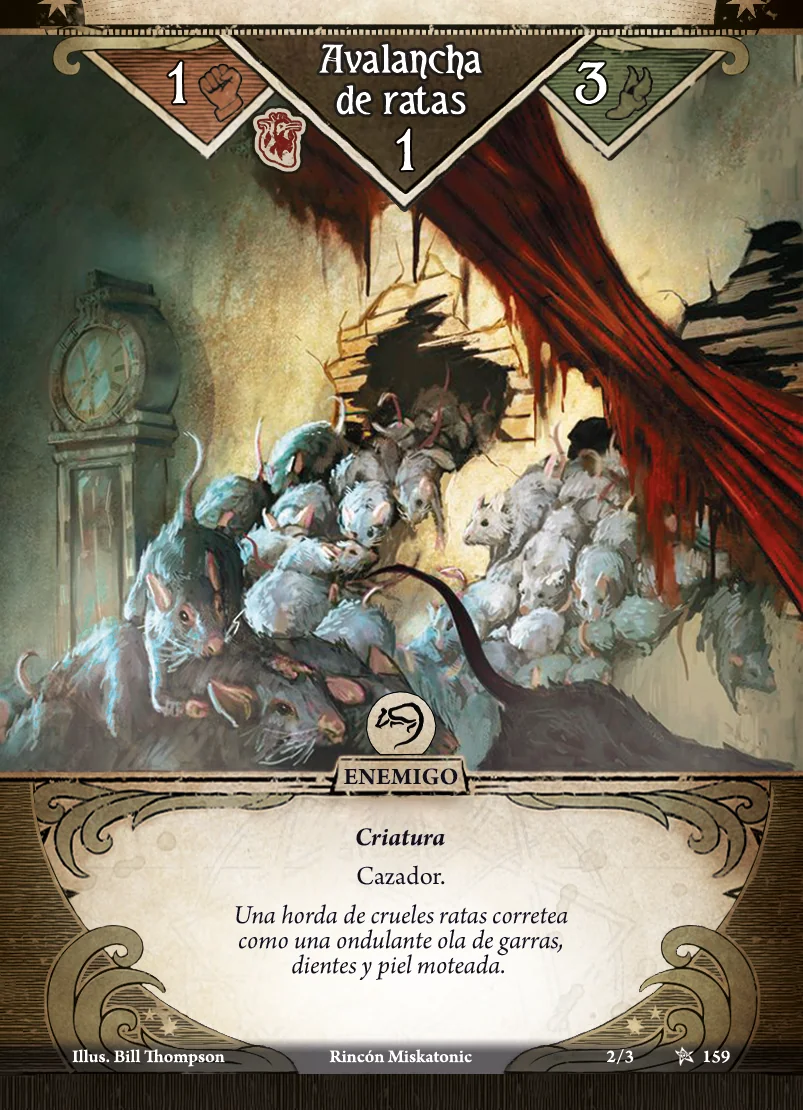 Avalancha
de ratas
1
1
3
ENEMIGO
Criatura
Cazador.
Una horda de crueles ratas corretea
como una ondulante ola de garras,
dientes y piel moteada.
Illus. Bill Thompson Rincón Miskatonic 2/3 159